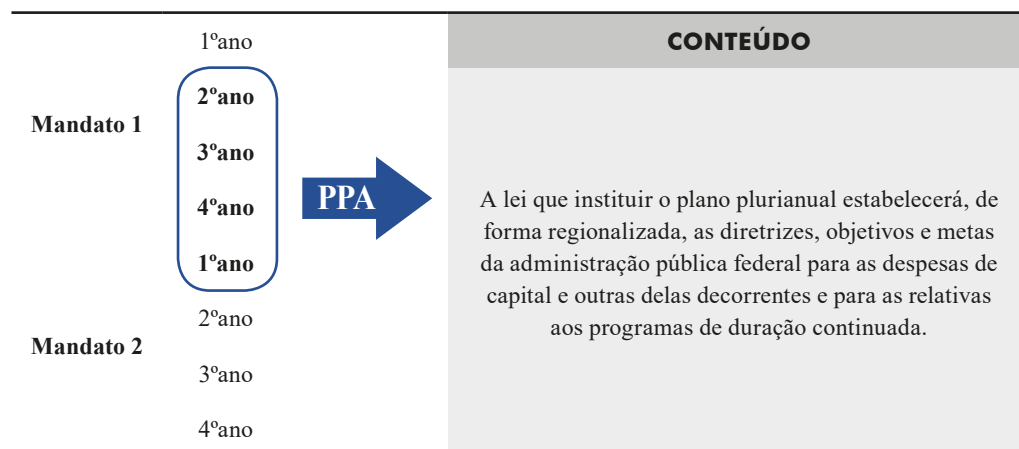 1ºano
2ºano
Mandato 1
3ºano
4ºano
1ºano
2ºano
Mandato 2
3ºano
4ºano
PPA
CONTEÚDO
A lei que instituir o plano plurianual estabelecerá, de
forma regionalizada, as diretrizes, objetivos e metas
da administração pública federal para as despesas de
capital e outras delas decorrentes e para as relativas
aos programas de duração continuada.